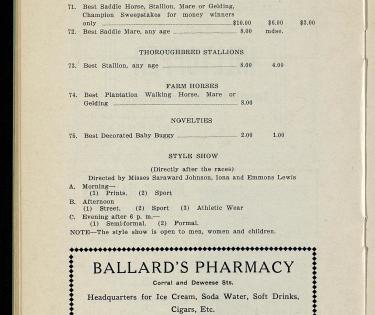 71. Best Saddle Horse, Stallion, Mare or Gelding,
Champion Sweepstakes for money winners
only $10.00 $6.00 $3.00
72. Best Saddle Mare, any age 8.00 mdse.
THOROUGHBRED STALLIONS
73. Best Stallion, any age 8.00 4.00
FARM HORSES
74. Best Plantation Walking Horse, Mare or
Gelding 8.00
NOVELTIES
75. Best Decorated Baby Buggy 2.00 1.00
STYLE SHOW
(Directly after the races)
Directed by Misses Saraward Johnson, Iona and Emmons Lewis
A. Morning—
(1) Prints. (2) Sport
B. Afternoon
(1) Street. (2) Sport (3) Athletic Wear
C. Evening after 6 p. m.—
(1) Semi-formal. (2) Formal.
NOTE—The style show is open to men, women and children.
BALLARD'S PHARMACY
Corral and Deweese Sts.
Headquarters for Ice Cream, Soda Water, Soft Drinks,
Cigars, Etc.